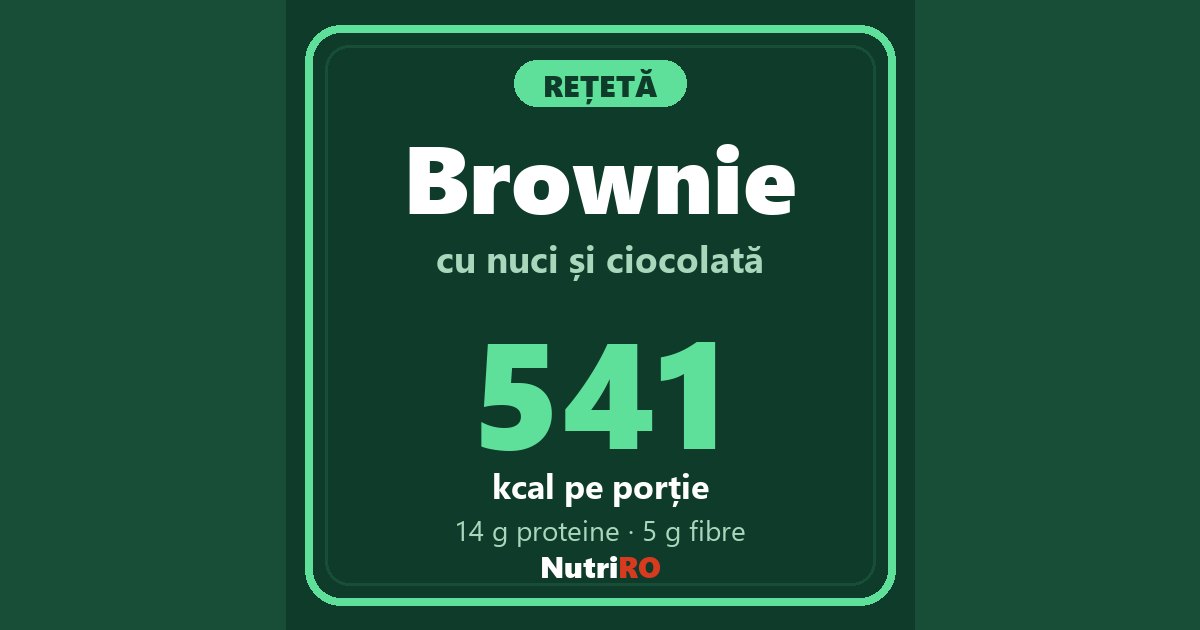 REȚETĂ
Brownie
cu nuci și ciocolată
541
kcal pe porție
14 g proteine · 5 g fibre
NutriRO